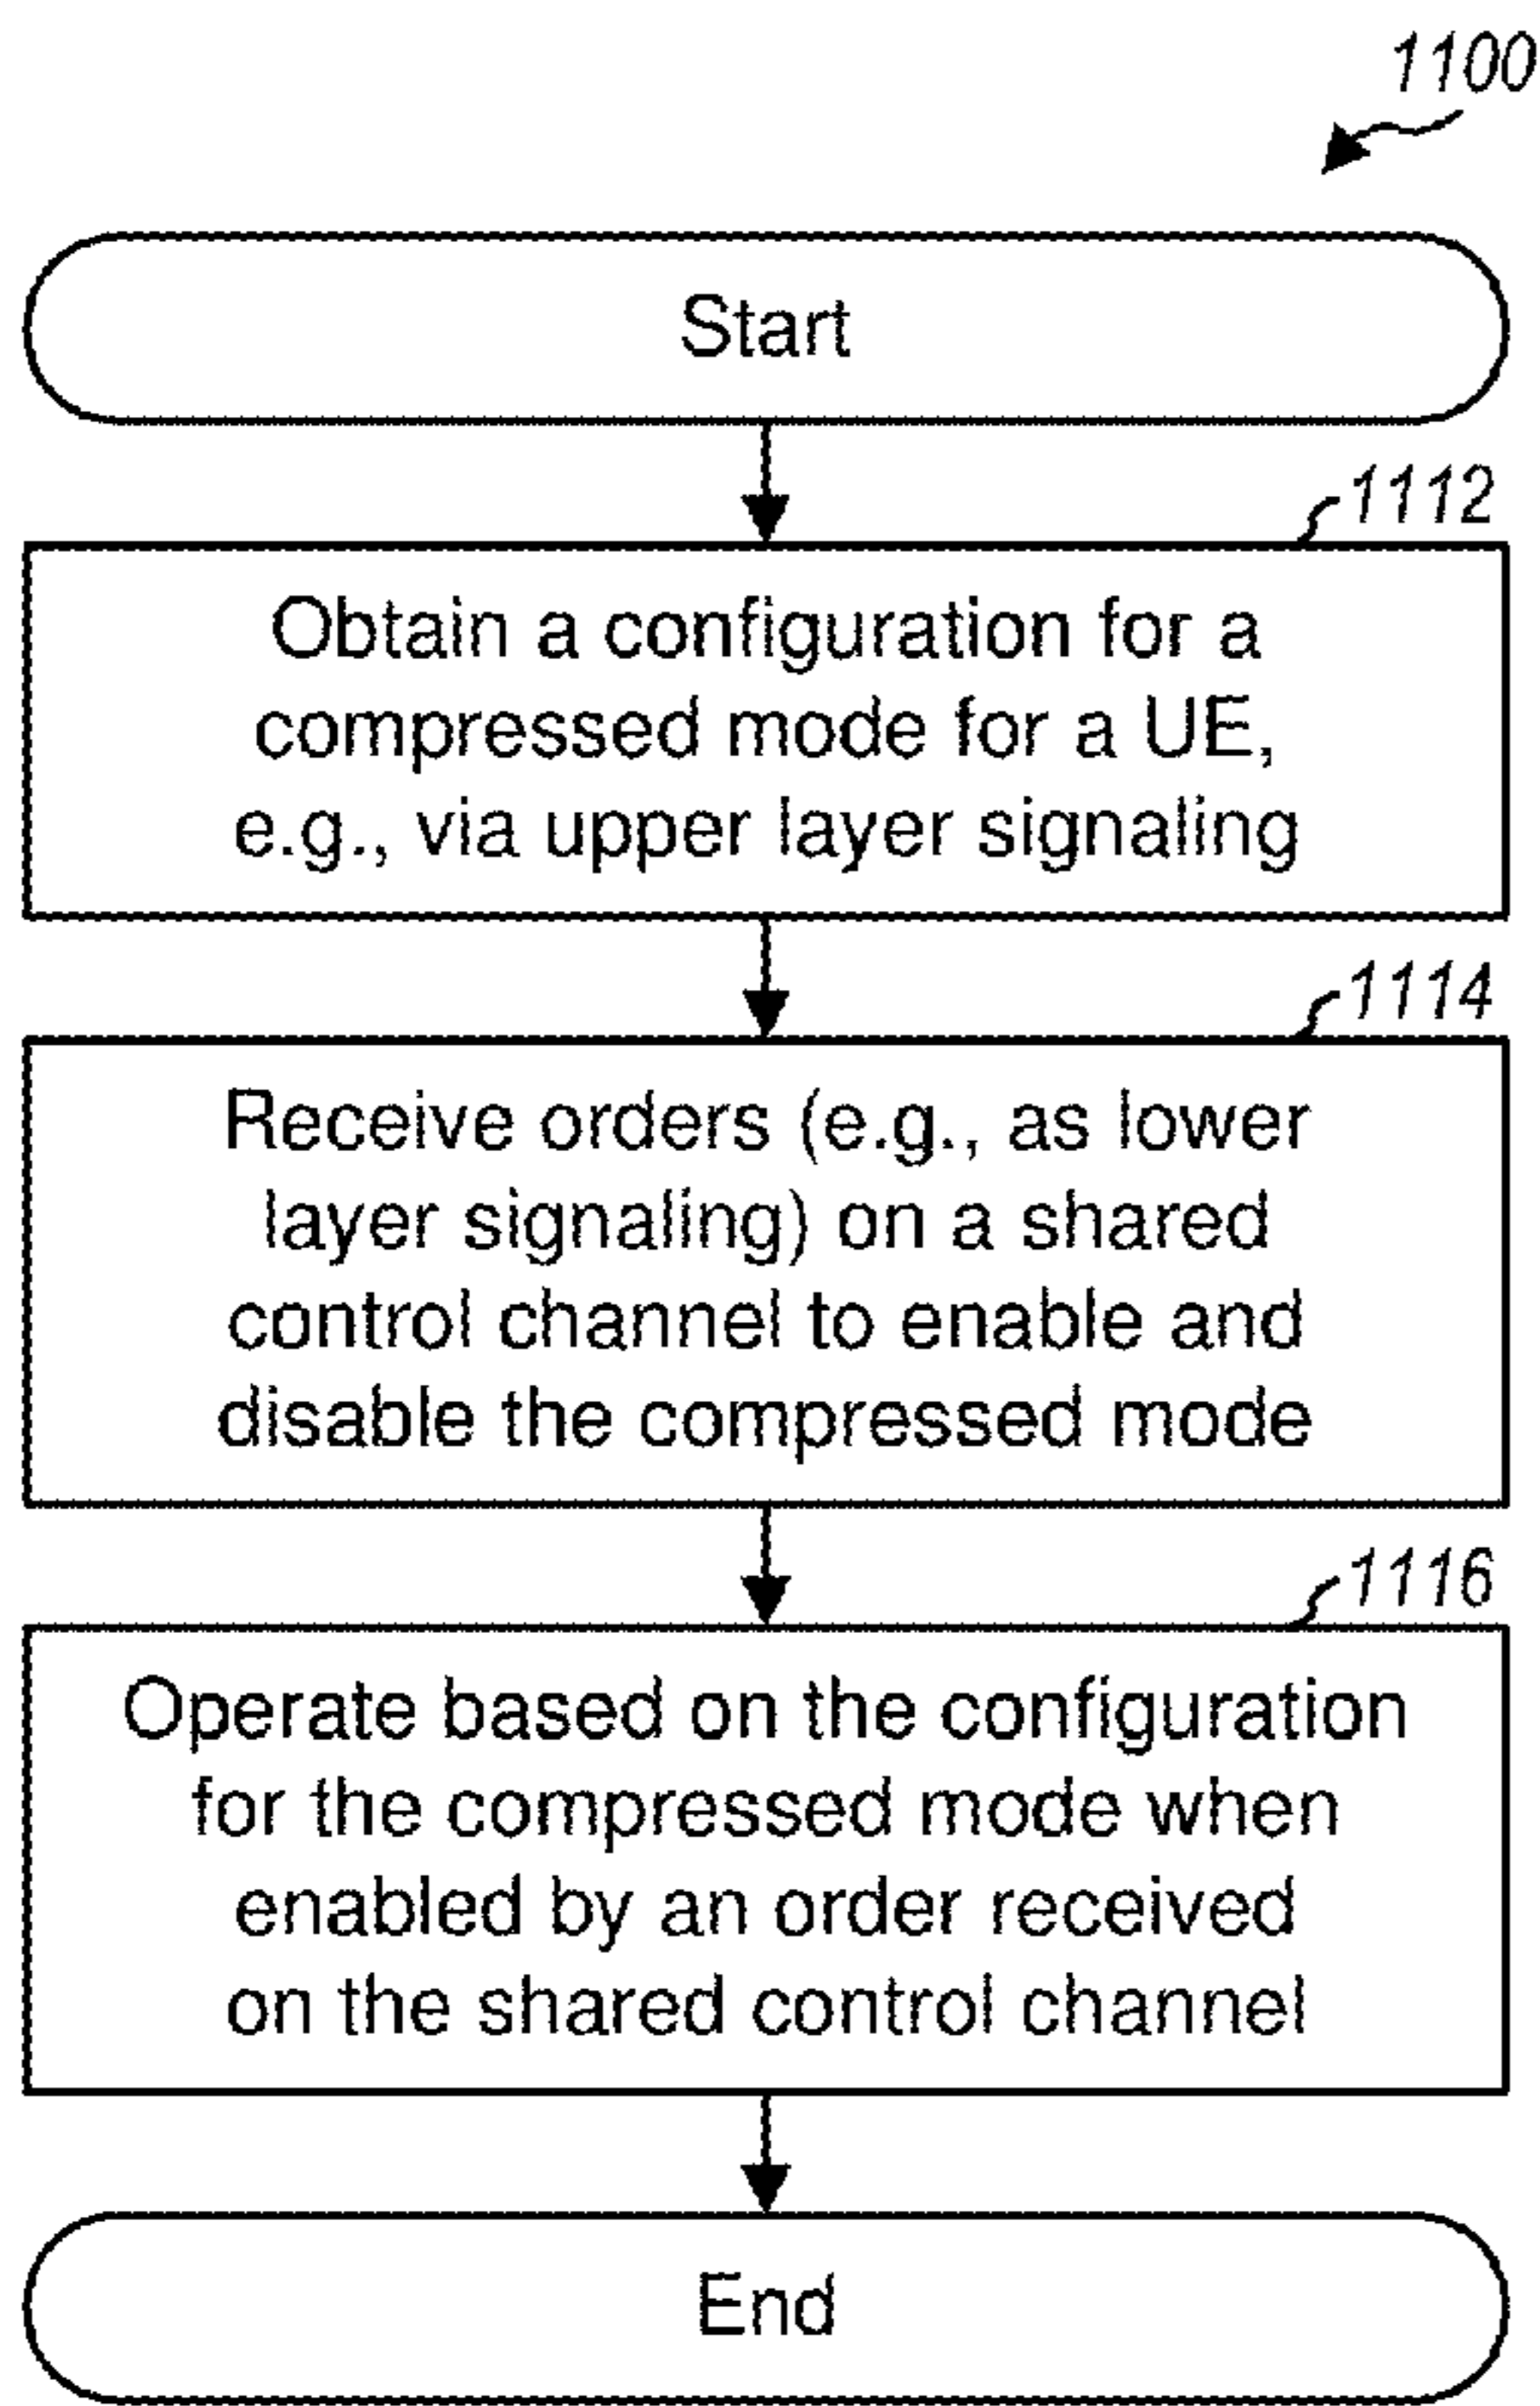 1100
Start
1112
Obtain a configuration for a
compressed mode for a UE,
e.g., via upper layer signaling
1114
Receive orders (e.g., as lower
layer signaling) on a shared
control channel to enable and
disable the compressed mode
1116
Operate based on the configuration
for the compressed mode when
enabled by an order received
on the shared control channel
End